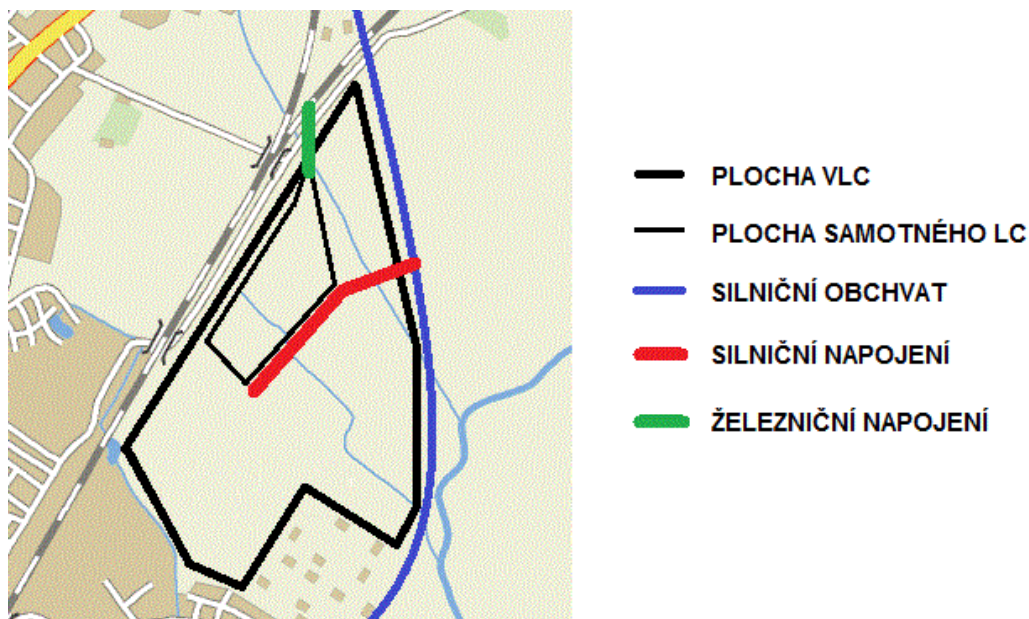 PLOCHA VLC
PLOCHA SAMOTNÉHO LC
SILNIČNÍ OBCHVAT
SILNIČNÍ NAPOJENÍ
ŽELEZNIČNÍ NAPOJENÍ